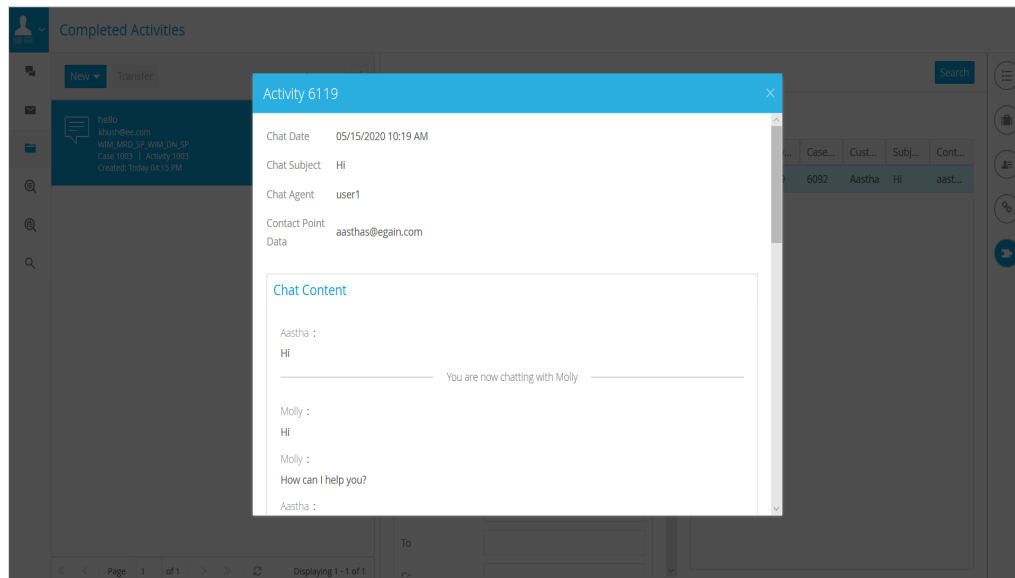 Completed Activities
New
Transfer
Search
hello
khush@ee.com
WIM_MRD_SP_WIM_DN_SP
Case 1003 | Activity 1003
Created: Today 04:15 PM
Activity 6119
X
Chat Date 05/15/2020 10:19 AM
Chat Subject Hi
Chat Agent user1
Contact Point
Data
aasthas@egain.com
Chat Content
Aastha :
Hi
You are now chatting with Molly
Molly :
Hi
Molly :
How can I help you?
Aastha :
Case... Cust... Subj... Cont...
6092 Aastha Hi aast...
To
Page 1 of 1
Displaying 1 - 1 of 1